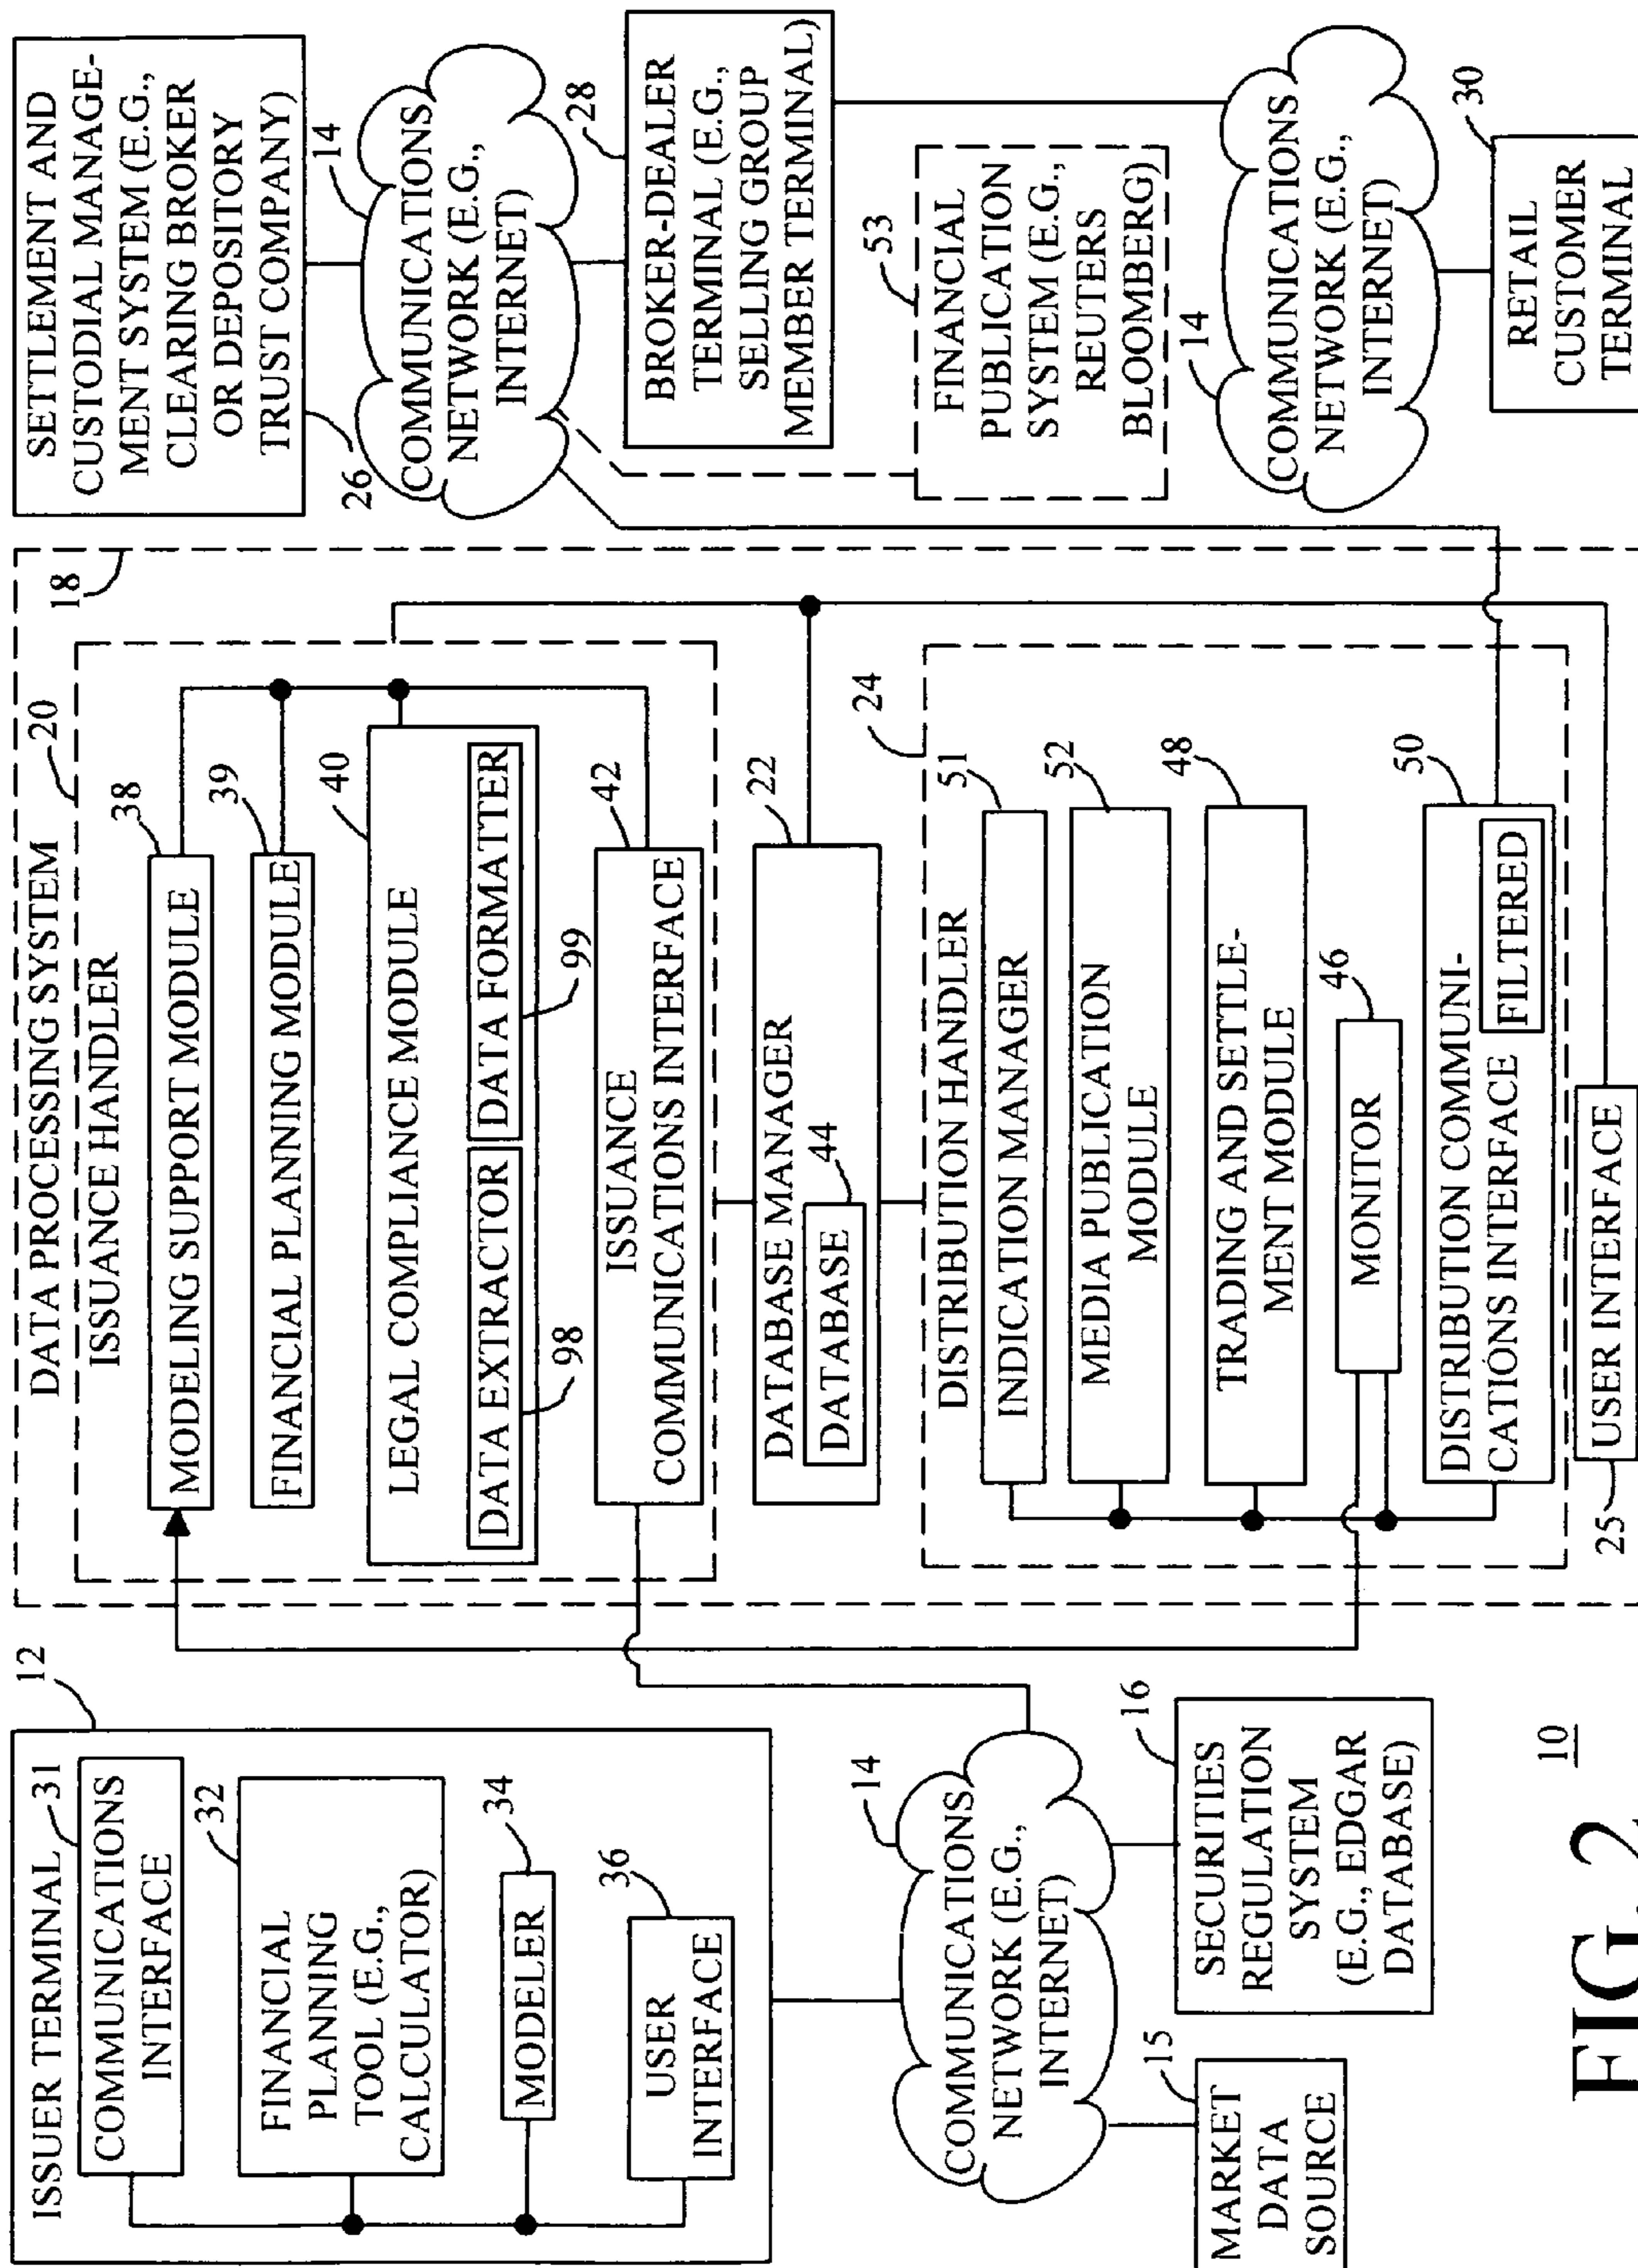 ISSUER TERMINAL
12
COMMUNICATIONS
INTERFACE
31
FINANCIAL
PLANNING
TOOL (E.G.,
CALCULATOR)
32
MODELER
34
USER
INTERFACE
36
COMMUNICATIONS
NETWORK (E.G.,
INTERNET)
14
MARKET
DATA
SOURCE
15
SECURITIES
REGULATION
SYSTEM
(E.G., EDGAR
DATABASE)
16
10
FIG. 2
DATA PROCESSING SYSTEM
18
ISSUANCE HANDLER
20
MODELING SUPPORT MODULE
38
FINANCIAL PLANNING MODULE
39
LEGAL COMPLIANCE MODULE
40
DATA EXTRACTOR
DATA FORMATTER
98
99
ISSUANCE
COMMUNICATIONS INTERFACE
42
DATABASE MANAGER
22
DATABASE
44
DISTRIBUTION HANDLER
24
INDICATION MANAGER
51
MEDIA PUBLICATION
MODULE
52
TRADING AND SETTLE-
MENT MODULE
48
MONITOR
46
DISTRIBUTION COMMUNI-
CATIONS INTERFACE
FILTERED
50
USER INTERFACE
25
SETTLEMENT AND
CUSTODIAL MANAGE-
MENT SYSTEM (E.G.,
CLEARING BROKER
OR DEPOSITORY
TRUST COMPANY)
26
COMMUNICATIONS
NETWORK (E.G.,
INTERNET)
14
BROKER-DEALER
TERMINAL (E.G.,
SELLING GROUP
MEMBER TERMINAL)
28
FINANCIAL
PUBLICATION
SYSTEM (E.G.,
REUTERS
BLOOMBERG)
53
COMMUNICATIONS
NETWORK (E.G.,
INTERNET)
14
RETAIL
CUSTOMER
TERMINAL
30